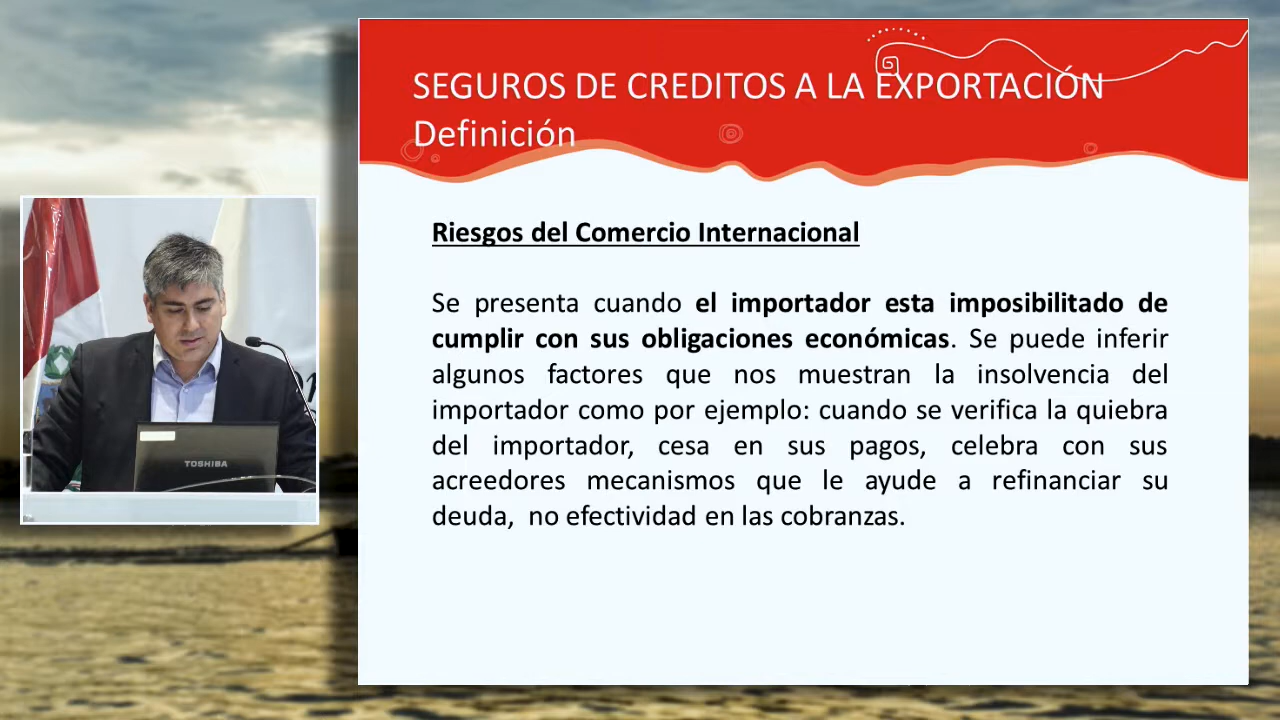 SEGUROS DE CREDITOS A LA EXPORTACIÓN
Definición
Riesgos del Comercio Internacional
Se presenta cuando el importador esta imposibilitado de
cumplir con sus obligaciones económicas. Se puede inferir
algunos factores que nos muestran la insolvencia del
importador como por ejemplo: cuando se verifica la quiebra
del importador, cesa en sus pagos, celebra con sus
acreedores mecanismos que le ayude a refinanciar su
deuda,  no efectividad en las cobranzas.
TOSHIBA